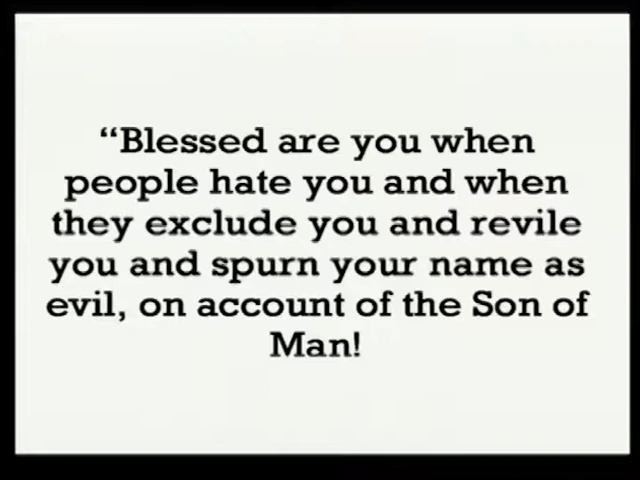 “Blessed are you when
people hate you and when
they exclude you and revile
you and spurn your name as
evil, on account of the Son of
Man!